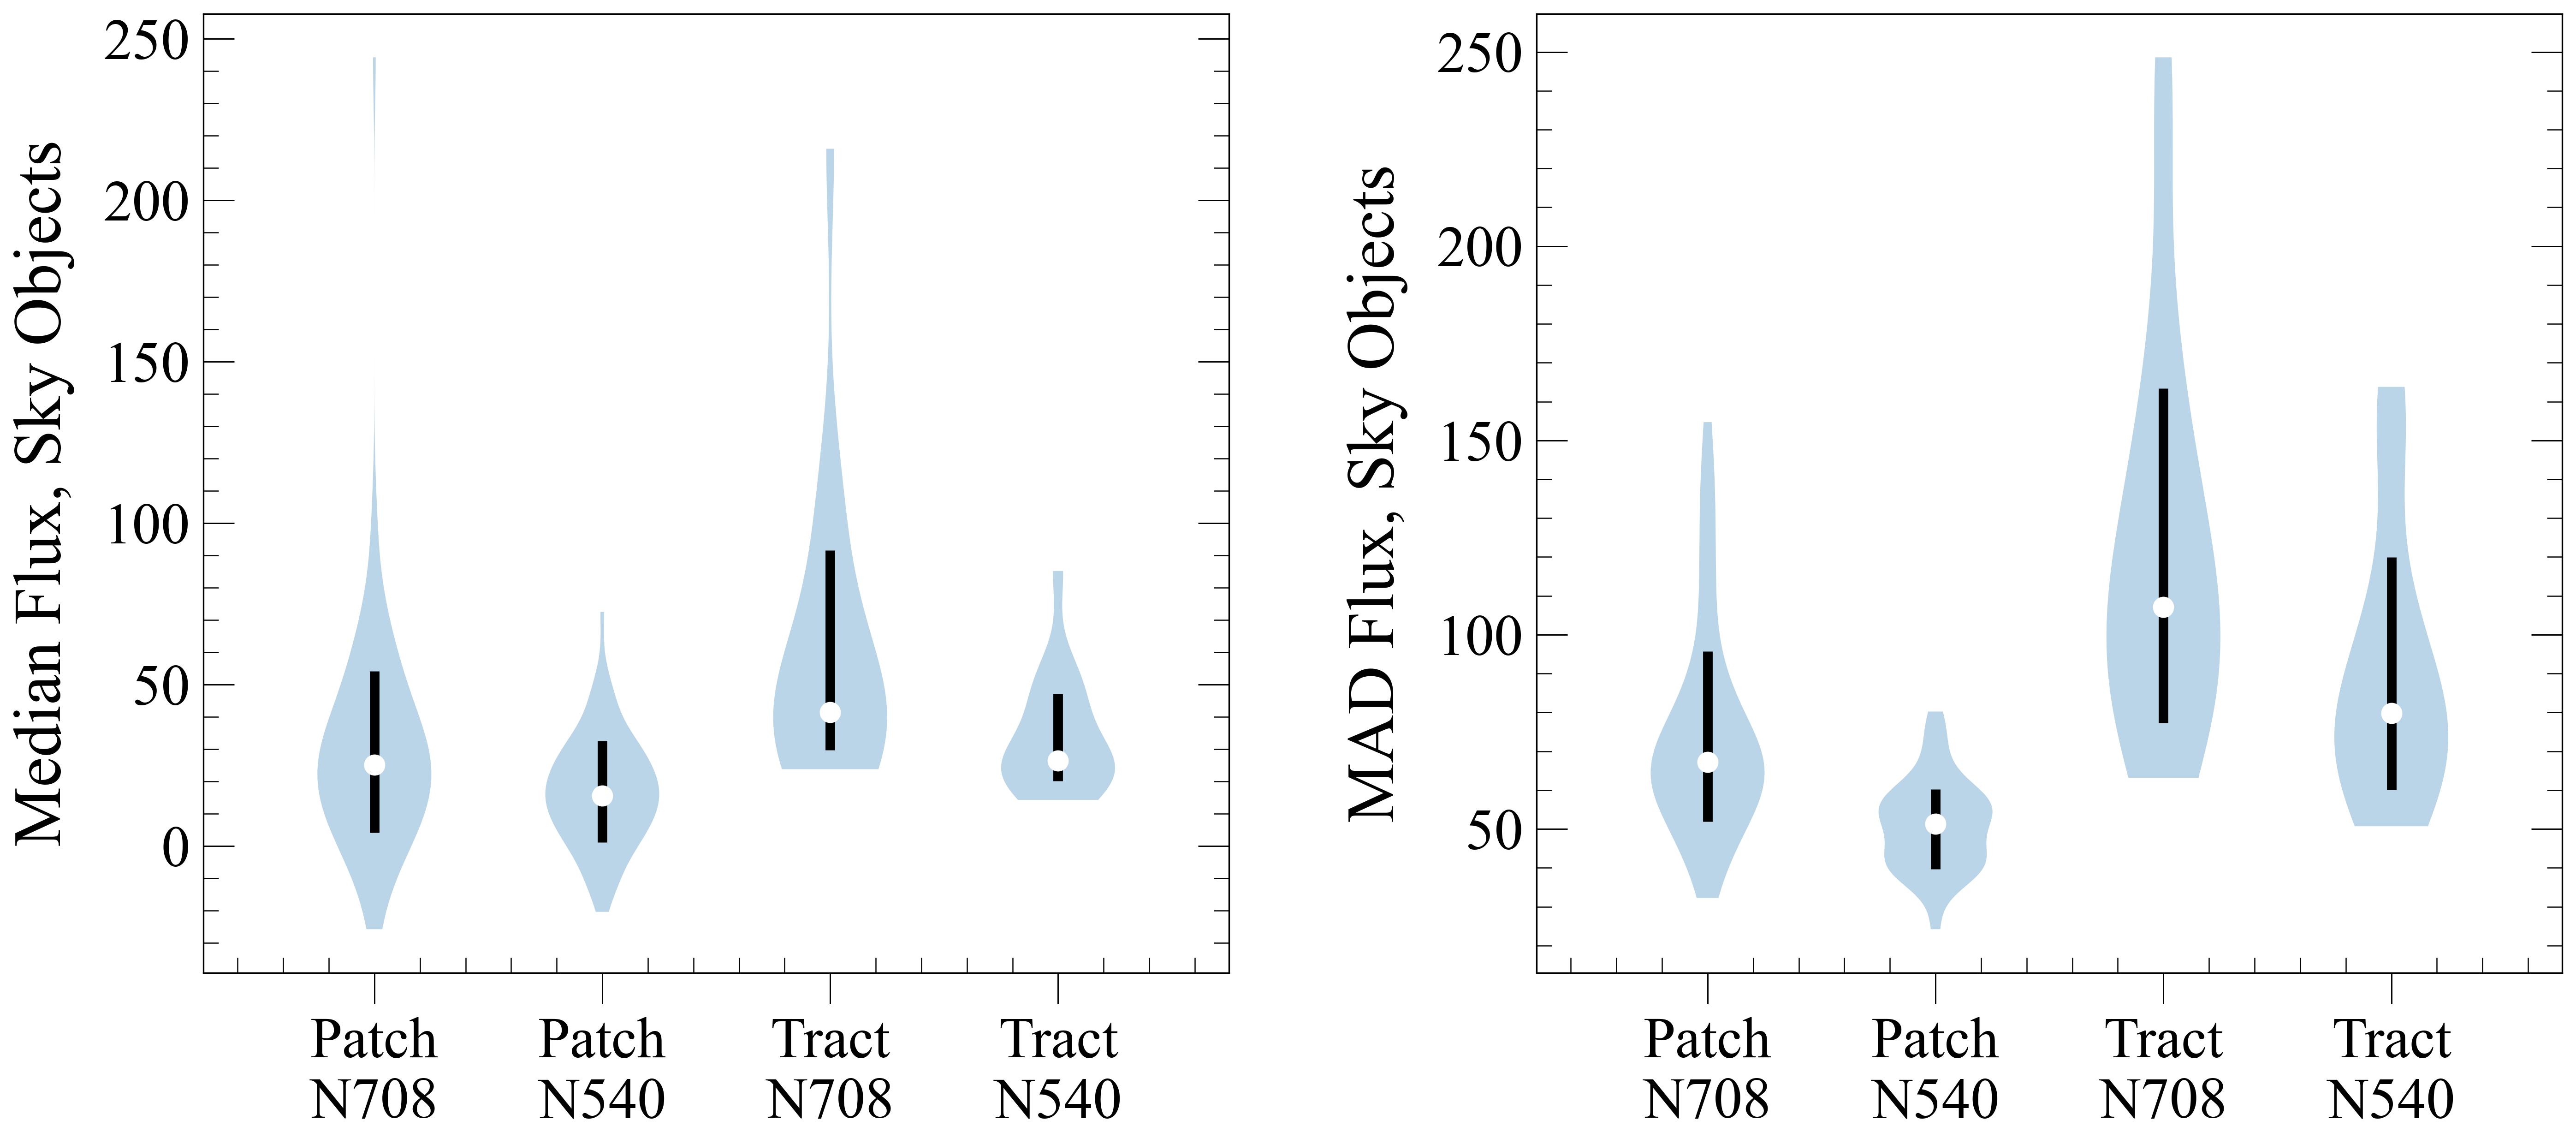 Median Flux, Sky Objects
250
200
150
100
50
0
Patch N708
Patch N540
Tract N708
Tract N540
MAD Flux, Sky Objects
250
200
150
100
50
Patch N708
Patch N540
Tract N708
Tract N540